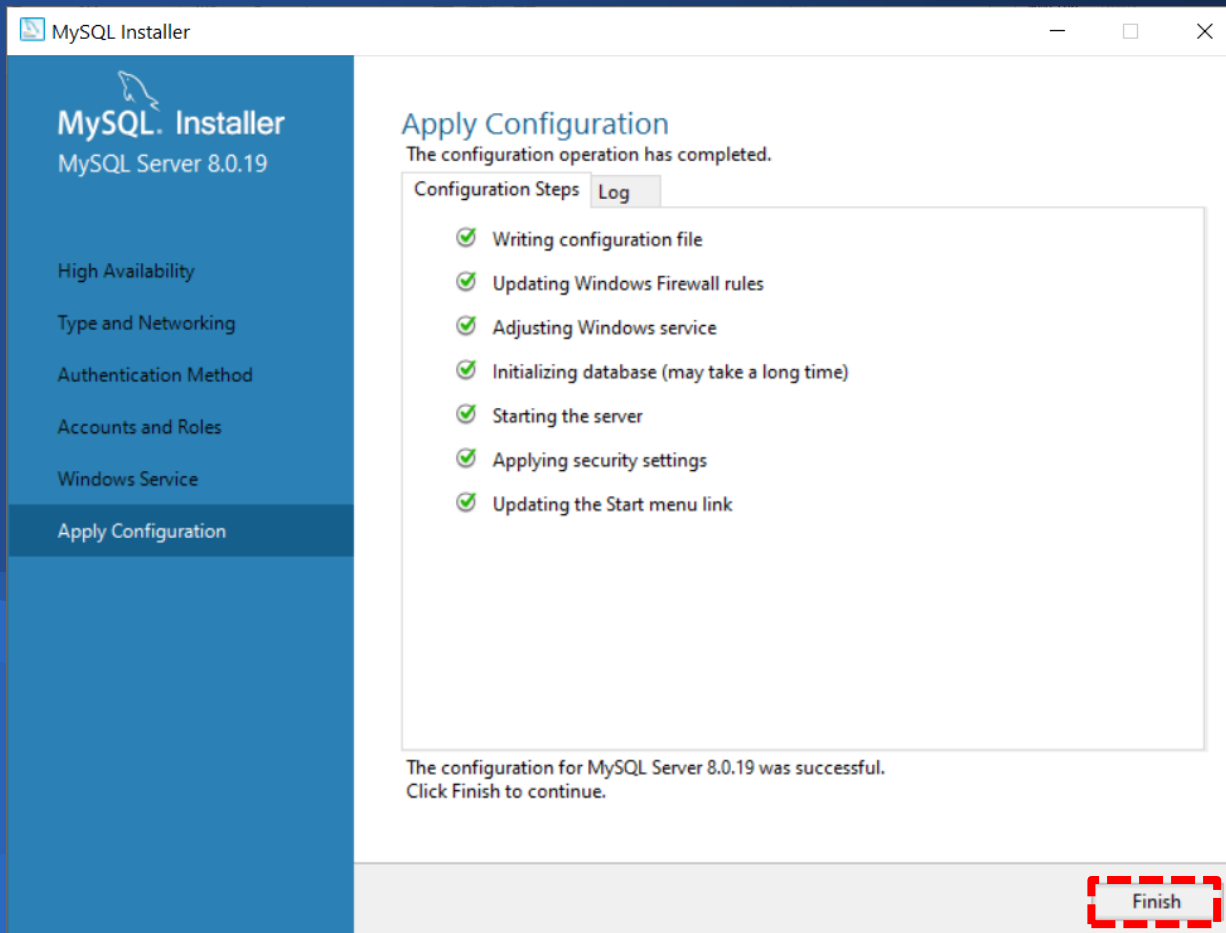 MySQL Installer
MySQL. Installer
MySQL Server 8.0.19
High Availability
Type and Networking
Authentication Method
Accounts and Roles
Windows Service
Apply Configuration
Apply Configuration
The configuration operation has completed.
Configuration Steps
Log
Writing configuration file
Updating Windows Firewall rules
Adjusting Windows service
Initializing database (may take a long time)
Starting the server
Applying security settings
Updating the Start menu link
The configuration for MySQL Server 8.0.19 was successful.
Click Finish to continue.
Finish